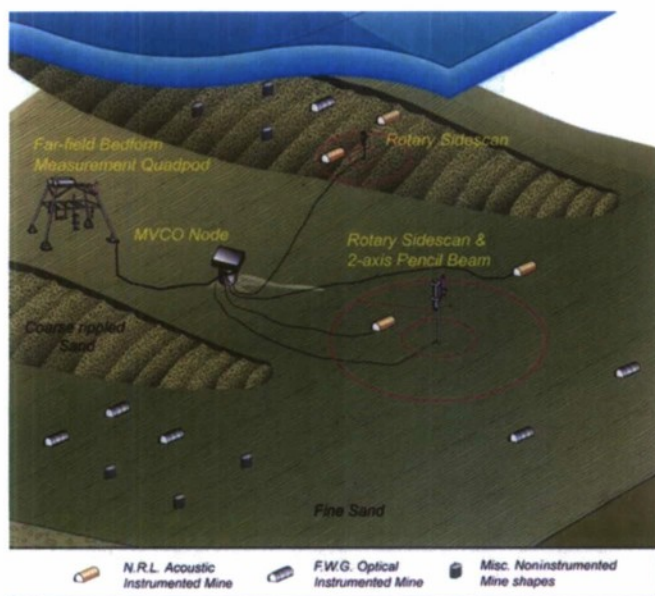 Rotary Sidescan
Far-field Bedform
Measurement Quadpod
MVCO Node
Rotary Sidescan &
2-axis Pencil Beam
Coarse rippled
Sand
Fine Sand
N.R.L. Acoustic
Instrumented Mine
F.W.G. Optical
Instrumented Mine
Misc. Noninstrumented
Mine shapes